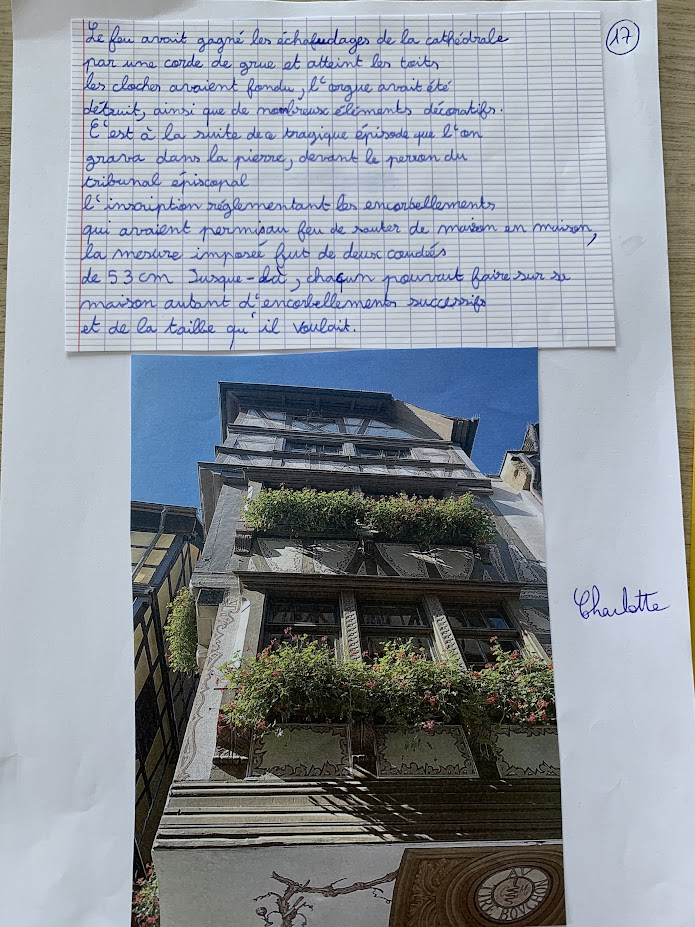 17
Le feu avait gagné les échafaudages de la cathédrale
par une corde de grue et atteint les toits
les cloches avaient fondu, l'orgue avait été
détruit, ainsi que de nombreux éléments décoratifs.
C'est à la suite de ce tragique épisode que l'on
grava dans la pierre, devant le perron du
tribunal épiscopal
l'inscription réglementant les encorbellements
qui avaient permis au feu de sauter de maison en maison,
la mesure imposée fut de deux coudés
de 53 cm Jusque-là, chacun pouvait faire sur sa
maison autant d'encorbellements successifs
et de la taille qu'il voulait.
Charlotte